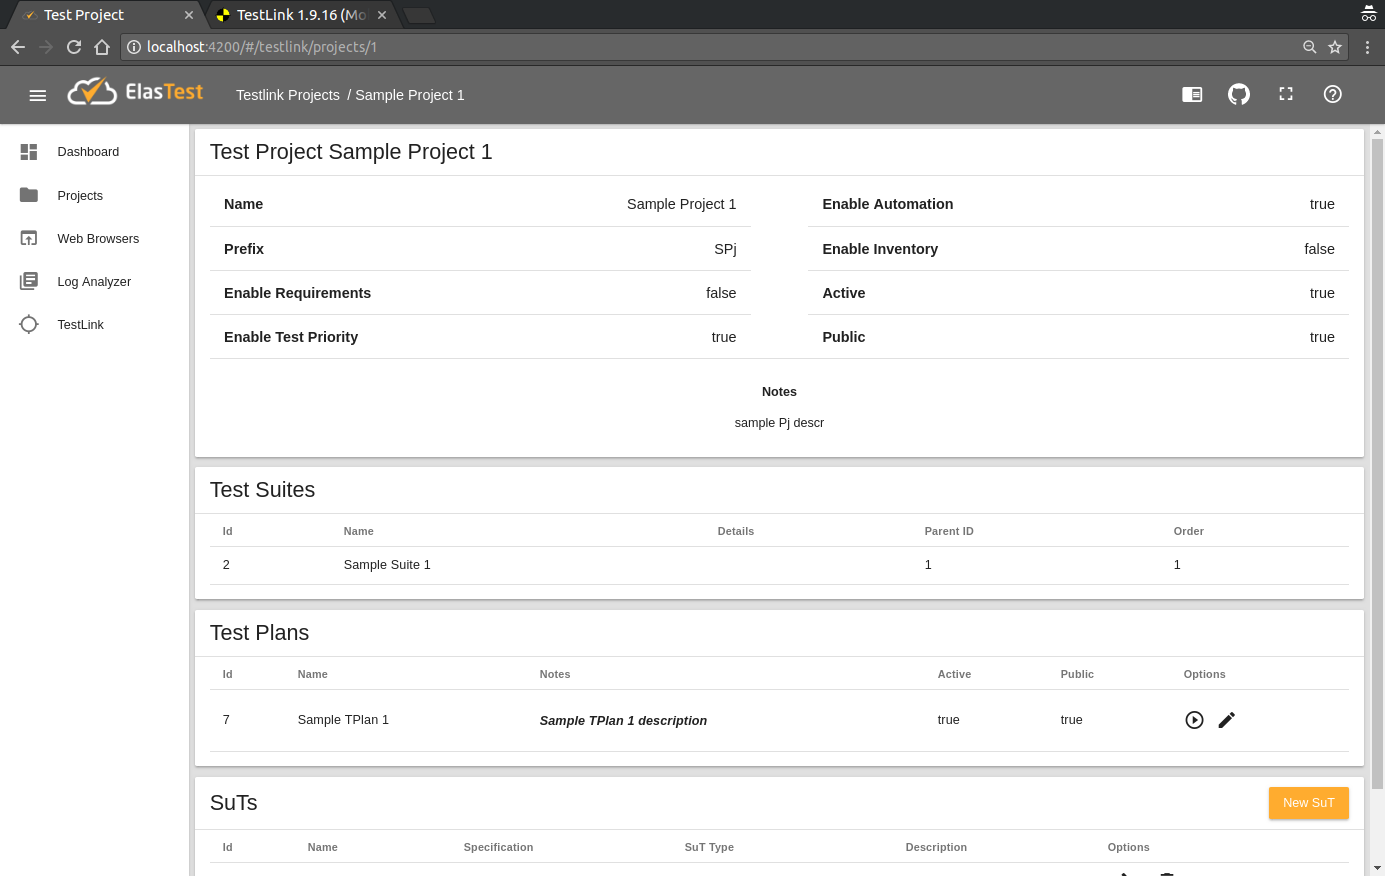 Test Project
TestLink 1.9.16 (Mo
localhost:4200/#/testlink/projects/1
ElasTest
Testlink Projects / Sample Project 1
Dashboard
Projects
Web Browsers
Log Analyzer
TestLink
Test Project Sample Project 1
Name Sample Project 1 Enable Automation true
Prefix SPj Enable Inventory false
Enable Requirements false Active true
Enable Test Priority true Public true
Notes
sample Pj descr
Test Suites
Id Name Details Parent ID Order
2 Sample Suite 1 1 1
Test Plans
Id Name Notes Active Public Options
7 Sample TPlan 1 Sample TPlan 1 description true true
SuTs New SuT
Id Name Specification SuT Type Description Options